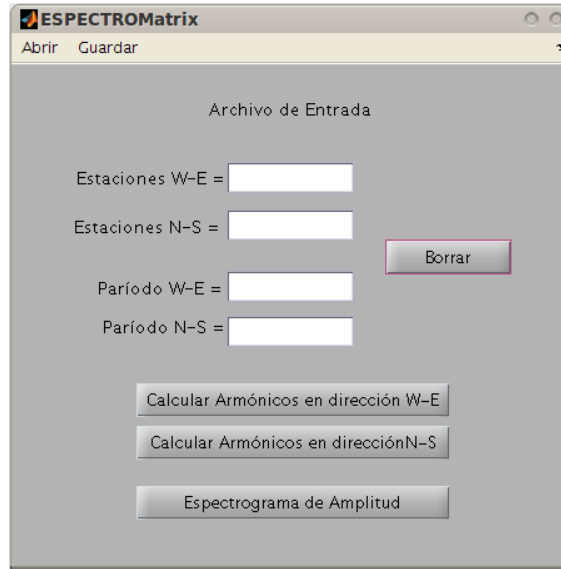 ESPECTROMatrix
Abrir Guardar
Archivo de Entrada
Estaciones W-E =
Estaciones N-S =
Borrar
Paríodo W-E =
Paríodo N-S =
Calcular Armónicos en dirección W-E
Calcular Armónicos en direcciónN-S
Espectrograma de Amplitud